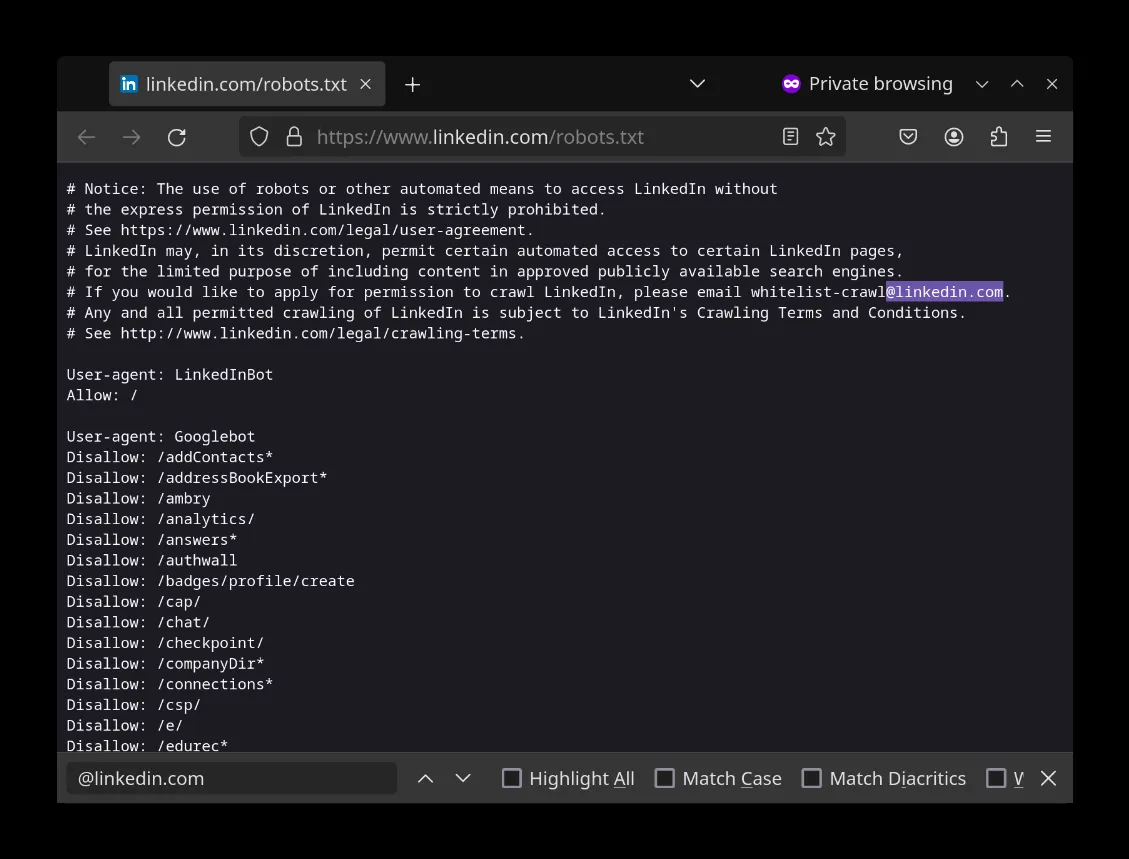 in linkedin.com/robots.txt
Private browsing
https://www.linkedin.com/robots.txt
# Notice: The use of robots or other automated means to access LinkedIn without
# the express permission of LinkedIn is strictly prohibited.
# See https://www.linkedin.com/legal/user-agreement.
# LinkedIn may, in its discretion, permit certain automated access to certain LinkedIn pages,
# for the limited purpose of including content in approved publicly available search engines.
# If you would like to apply for permission to crawl LinkedIn, please email whitelist-crawl@linkedin.com.
# Any and all permitted crawling of LinkedIn is subject to LinkedIn's Crawling Terms and Conditions.
# See http://www.linkedin.com/legal/crawling-terms.
User-agent: LinkedInBot
Allow: /
User-agent: Googlebot
Disallow: /addContacts*
Disallow: /addressBookExport*
Disallow: /ambry
Disallow: /analytics/
Disallow: /answers*
Disallow: /authwall
Disallow: /badges/profile/create
Disallow: /cap/
Disallow: /chat/
Disallow: /checkpoint/
Disallow: /companyDir*
Disallow: /connections*
Disallow: /csp/
Disallow: /e/
Disallow: /edurec*
@linkedin.com
Highlight All
Match Case
Match Diacritics
W